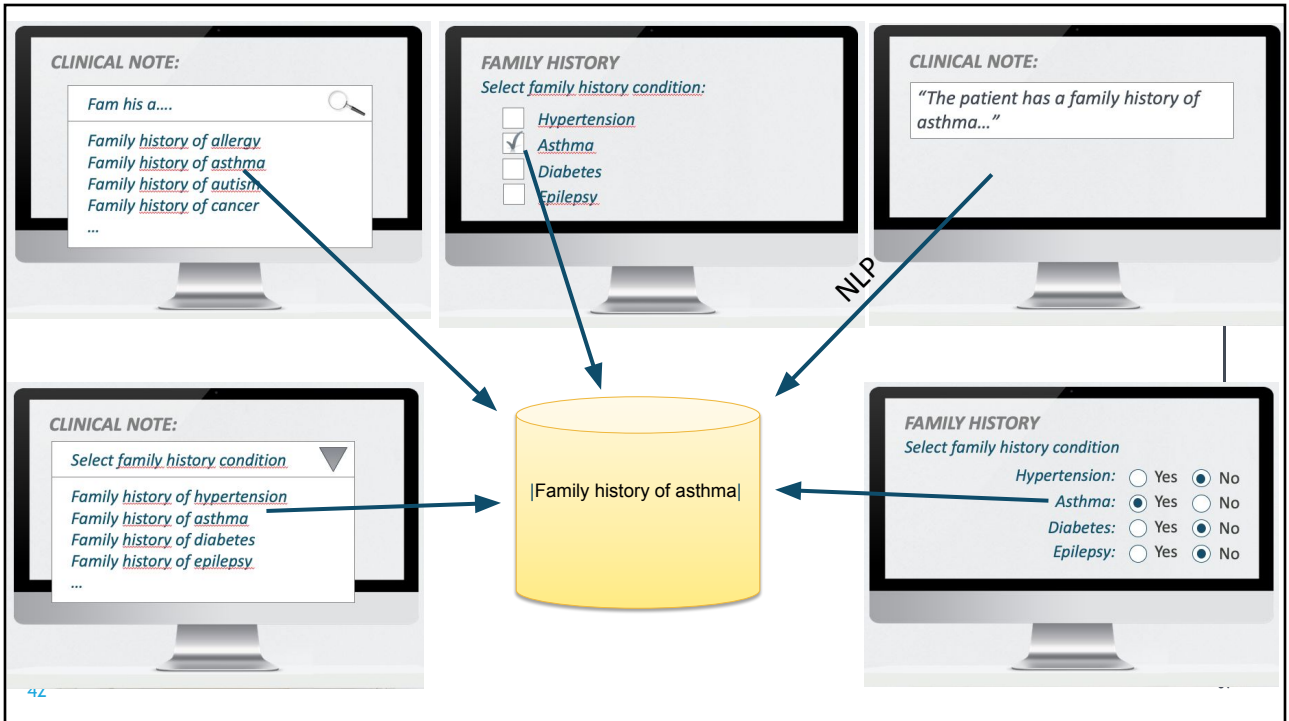 CLINICAL NOTE:
Fam his a....
Family history of allergy
Family history of asthma
Family history of autism
Family history of cancer
...
FAMILY HISTORY
Select family history condition:
Hypertension
Asthma
Diabetes
Epilepsy
CLINICAL NOTE:
“The patient has a family history of
asthma...”
NLP
CLINICAL NOTE:
Select family history condition
Family history of hypertension
Family history of asthma
Family history of diabetes
Family history of epilepsy
...
|Family history of asthma|
FAMILY HISTORY
Select family history condition
Hypertension: Yes No
Asthma: Yes No
Diabetes: Yes No
Epilepsy: Yes No
42